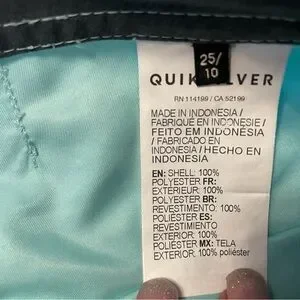 25/
10
QUIKSILVER
RN 114199 / CA 52199
MADE IN INDONESIA /
FABRIQUÉ EN INDONESIE /
FEITO EM INDONÉSIA
/ FABRICADO EN
INDONESIA / HECHO EN
INDONESIA
EN: SHELL: 100%
POLYESTER FR:
EXTERIEUR: 100%
POLYESTER BR:
REVESTIMENTO: 100%
POLIÉSTER ES:
REVESTIMIENTO
EXTERIOR: 100%
POLIÉSTER MX: TELA
EXTERIOR: 100% poliéster